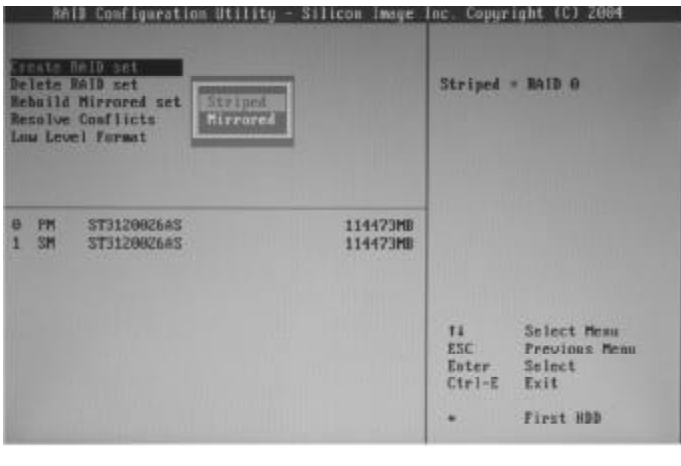 RAID Configuration Utility - Silicon Image Inc. Copyright (C) 2004
Create RAID set
Delete RAID set
Rebuild Mirrored set
Resolve Conflicts
Low Level Format
Striped
Mirrored
Striped = RAID 0
0 PM ST3120026AS 114473MB
1 SM ST3120026AS 114473MB
↑↓ Select Menu
ESC Previous Menu
Enter Select
Ctrl-E Exit
* First HDD